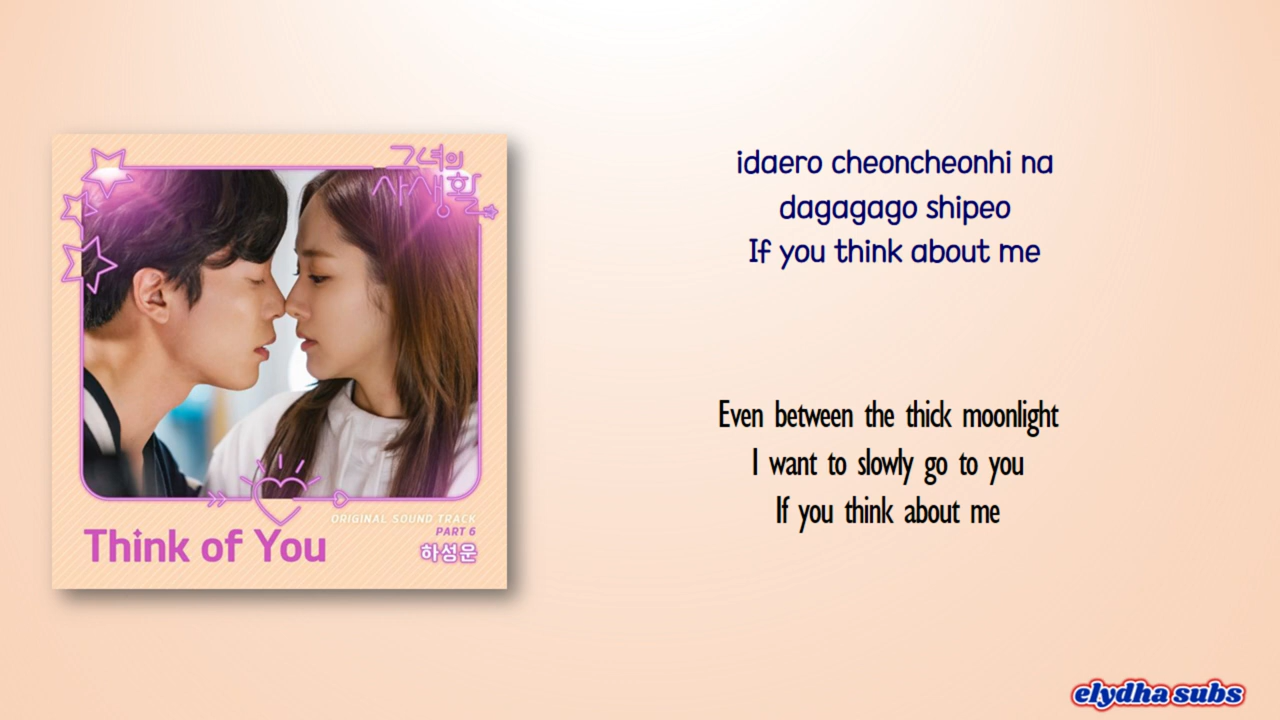 그녀의
사생활
ORIGINAL SOUND TRACK
PART 6
Think of You
하성운
idaero cheoncheonhi na
dagagago shipeo
If you think about me
Even between the thick moonlight
I want to slowly go to you
If you think about me
elydha subs